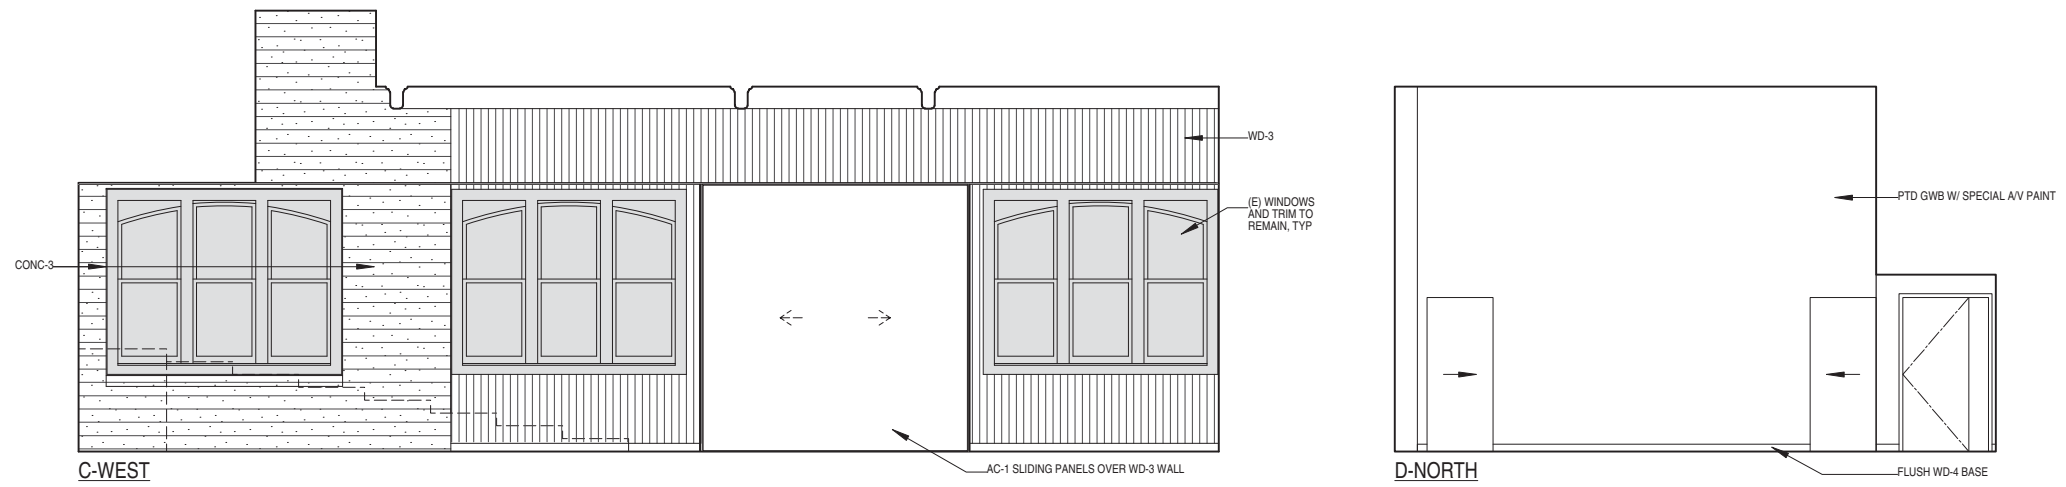 WD-3
(E) WINDOWS
AND TRIM TO
REMAIN, TYP
CONC-3
AC-1 SLIDING PANELS OVER WD-3 WALL
C-WEST
PTD GWB W/ SPECIAL A/V PAINT
FLUSH WD-4 BASE
D-NORTH